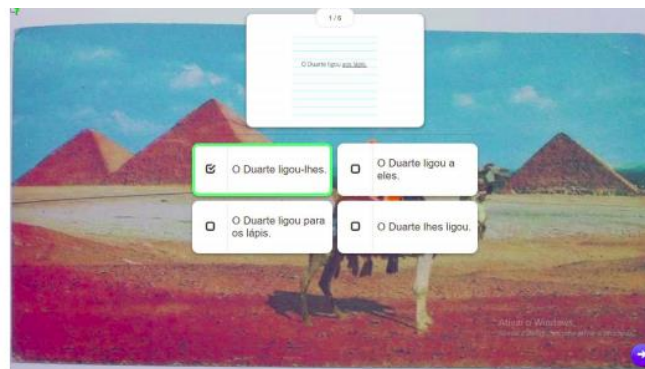 1 / 6
O Duarte ligou aos lápis.
O Duarte ligou-lhes.
O Duarte ligou a
eles.
O Duarte ligou para
os lápis.
O Duarte lhes ligou.